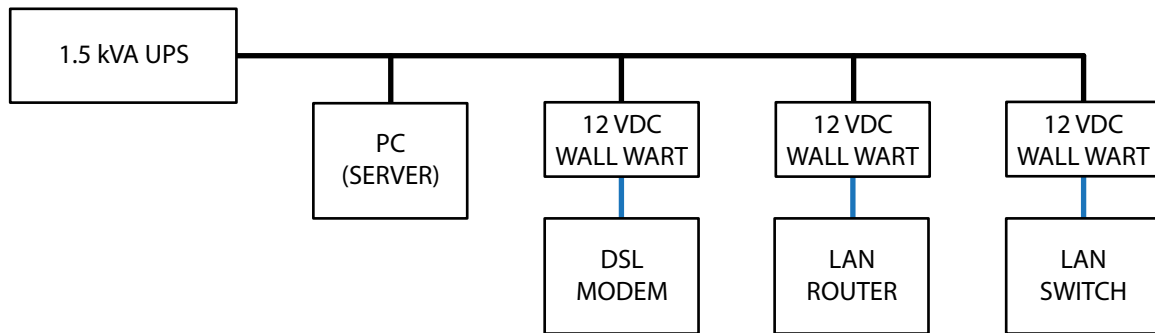 1.5 kVA UPS
PC
(SERVER)
12 VDC
WALL WART
12 VDC
WALL WART
12 VDC
WALL WART
DSL
MODEM
LAN
ROUTER
LAN
SWITCH